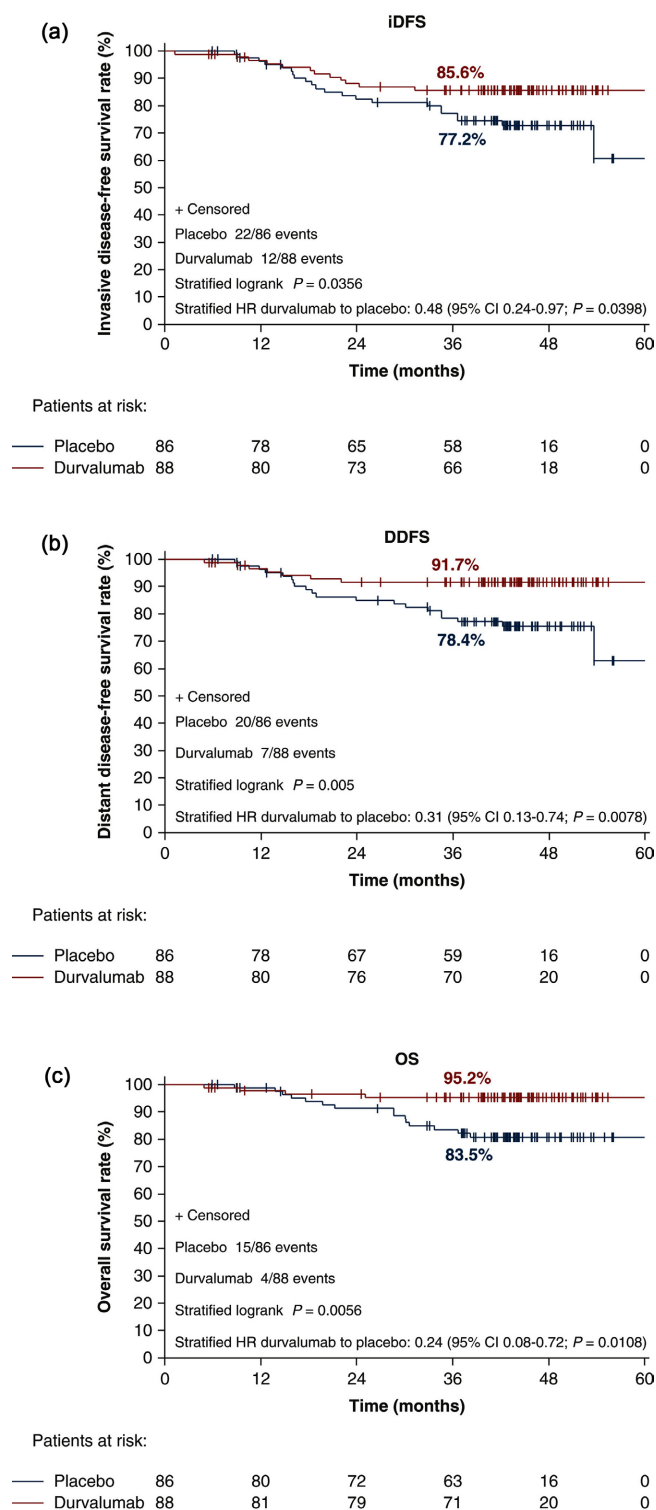 (a)
iDFS
Invasive disease-free survival rate (%)
100
90
80
70
60
50
40
30
20
10
0
85.6%
77.2%
+ Censored
Placebo 22/86 events
Durvalumab 12/88 events
Stratified logrank P = 0.0356
Stratified HR durvalumab to placebo: 0.48 (95% CI 0.24-0.97; P = 0.0398)
0 12 24 36 48 60
Time (months)
Patients at risk:
Placebo 86 78 65 58 16 0
Durvalumab 88 80 73 66 18 0
(b)
DDFS
Distant disease-free survival rate (%)
100
90
80
70
60
50
40
30
20
10
0
91.7%
78.4%
+ Censored
Placebo 20/86 events
Durvalumab 7/88 events
Stratified logrank P = 0.005
Stratified HR durvalumab to placebo: 0.31 (95% CI 0.13-0.74; P = 0.0078)
0 12 24 36 48 60
Time (months)
Patients at risk:
Placebo 86 78 67 59 16 0
Durvalumab 88 80 76 70 20 0
(c)
OS
Overall survival rate (%)
100
90
80
70
60
50
40
30
20
10
0
95.2%
83.5%
+ Censored
Placebo 15/86 events
Durvalumab 4/88 events
Stratified logrank P = 0.0056
Stratified HR durvalumab to placebo: 0.24 (95% CI 0.08-0.72; P = 0.0108)
0 12 24 36 48 60
Time (months)
Patients at risk:
Placebo 86 80 72 63 16 0
Durvalumab 88 81 79 71 20 0